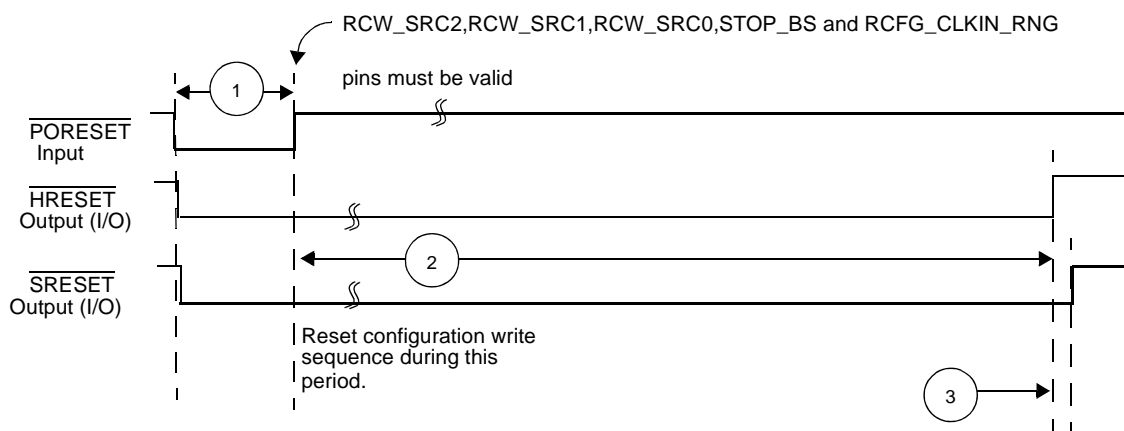 RCW_SRC2,RCW_SRC1,RCW_SRC0,STOP_BS and RCFG_CLKIN_RNG
pins must be valid
1
PORESET
Input
HRESET
Output (I/O)
2
SRESET
Output (I/O)
Reset configuration write
sequence during this
period.
3